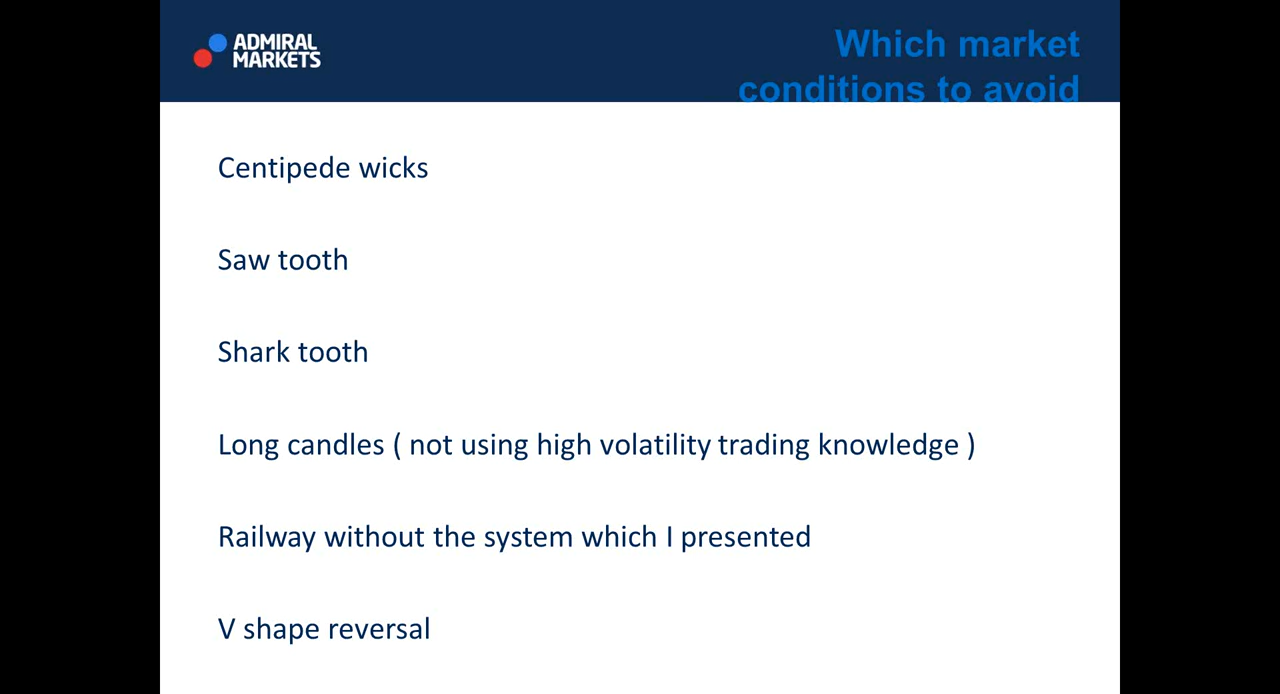 ADMIRAL
MARKETS
Which market
conditions to avoid
Centipede wicks
Saw tooth
Shark tooth
Long candles ( not using high volatility trading knowledge )
Railway without the system which I presented
V shape reversal